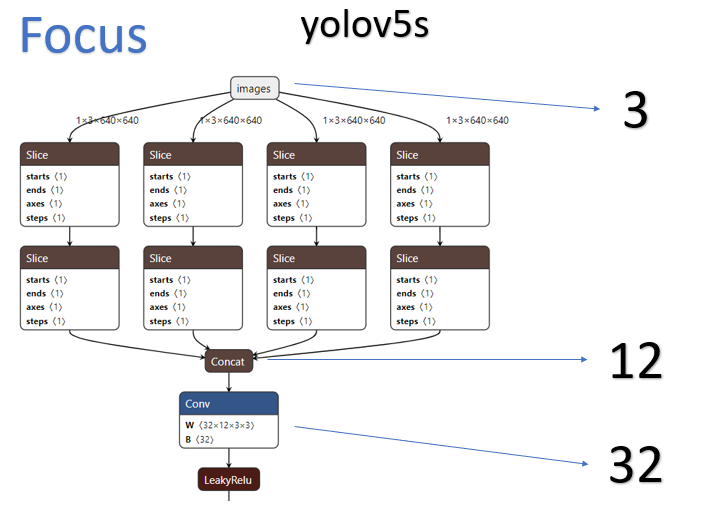 Focus
yolov5s
images
3
1×3×640×640 1×3×640×640 1×3×640×640 1×3×640×640
Slice Slice Slice Slice
starts 〈1〉 starts 〈1〉 starts 〈1〉 starts 〈1〉
ends 〈1〉 ends 〈1〉 ends 〈1〉 ends 〈1〉
axes 〈1〉 axes 〈1〉 axes 〈1〉 axes 〈1〉
steps 〈1〉 steps 〈1〉 steps 〈1〉 steps 〈1〉
Slice Slice Slice Slice
starts 〈1〉 starts 〈1〉 starts 〈1〉 starts 〈1〉
ends 〈1〉 ends 〈1〉 ends 〈1〉 ends 〈1〉
axes 〈1〉 axes 〈1〉 axes 〈1〉 axes 〈1〉
steps 〈1〉 steps 〈1〉 steps 〈1〉 steps 〈1〉
Concat
12
Conv
W 〈32×12×3×3〉
B 〈32〉
32
LeakyRelu